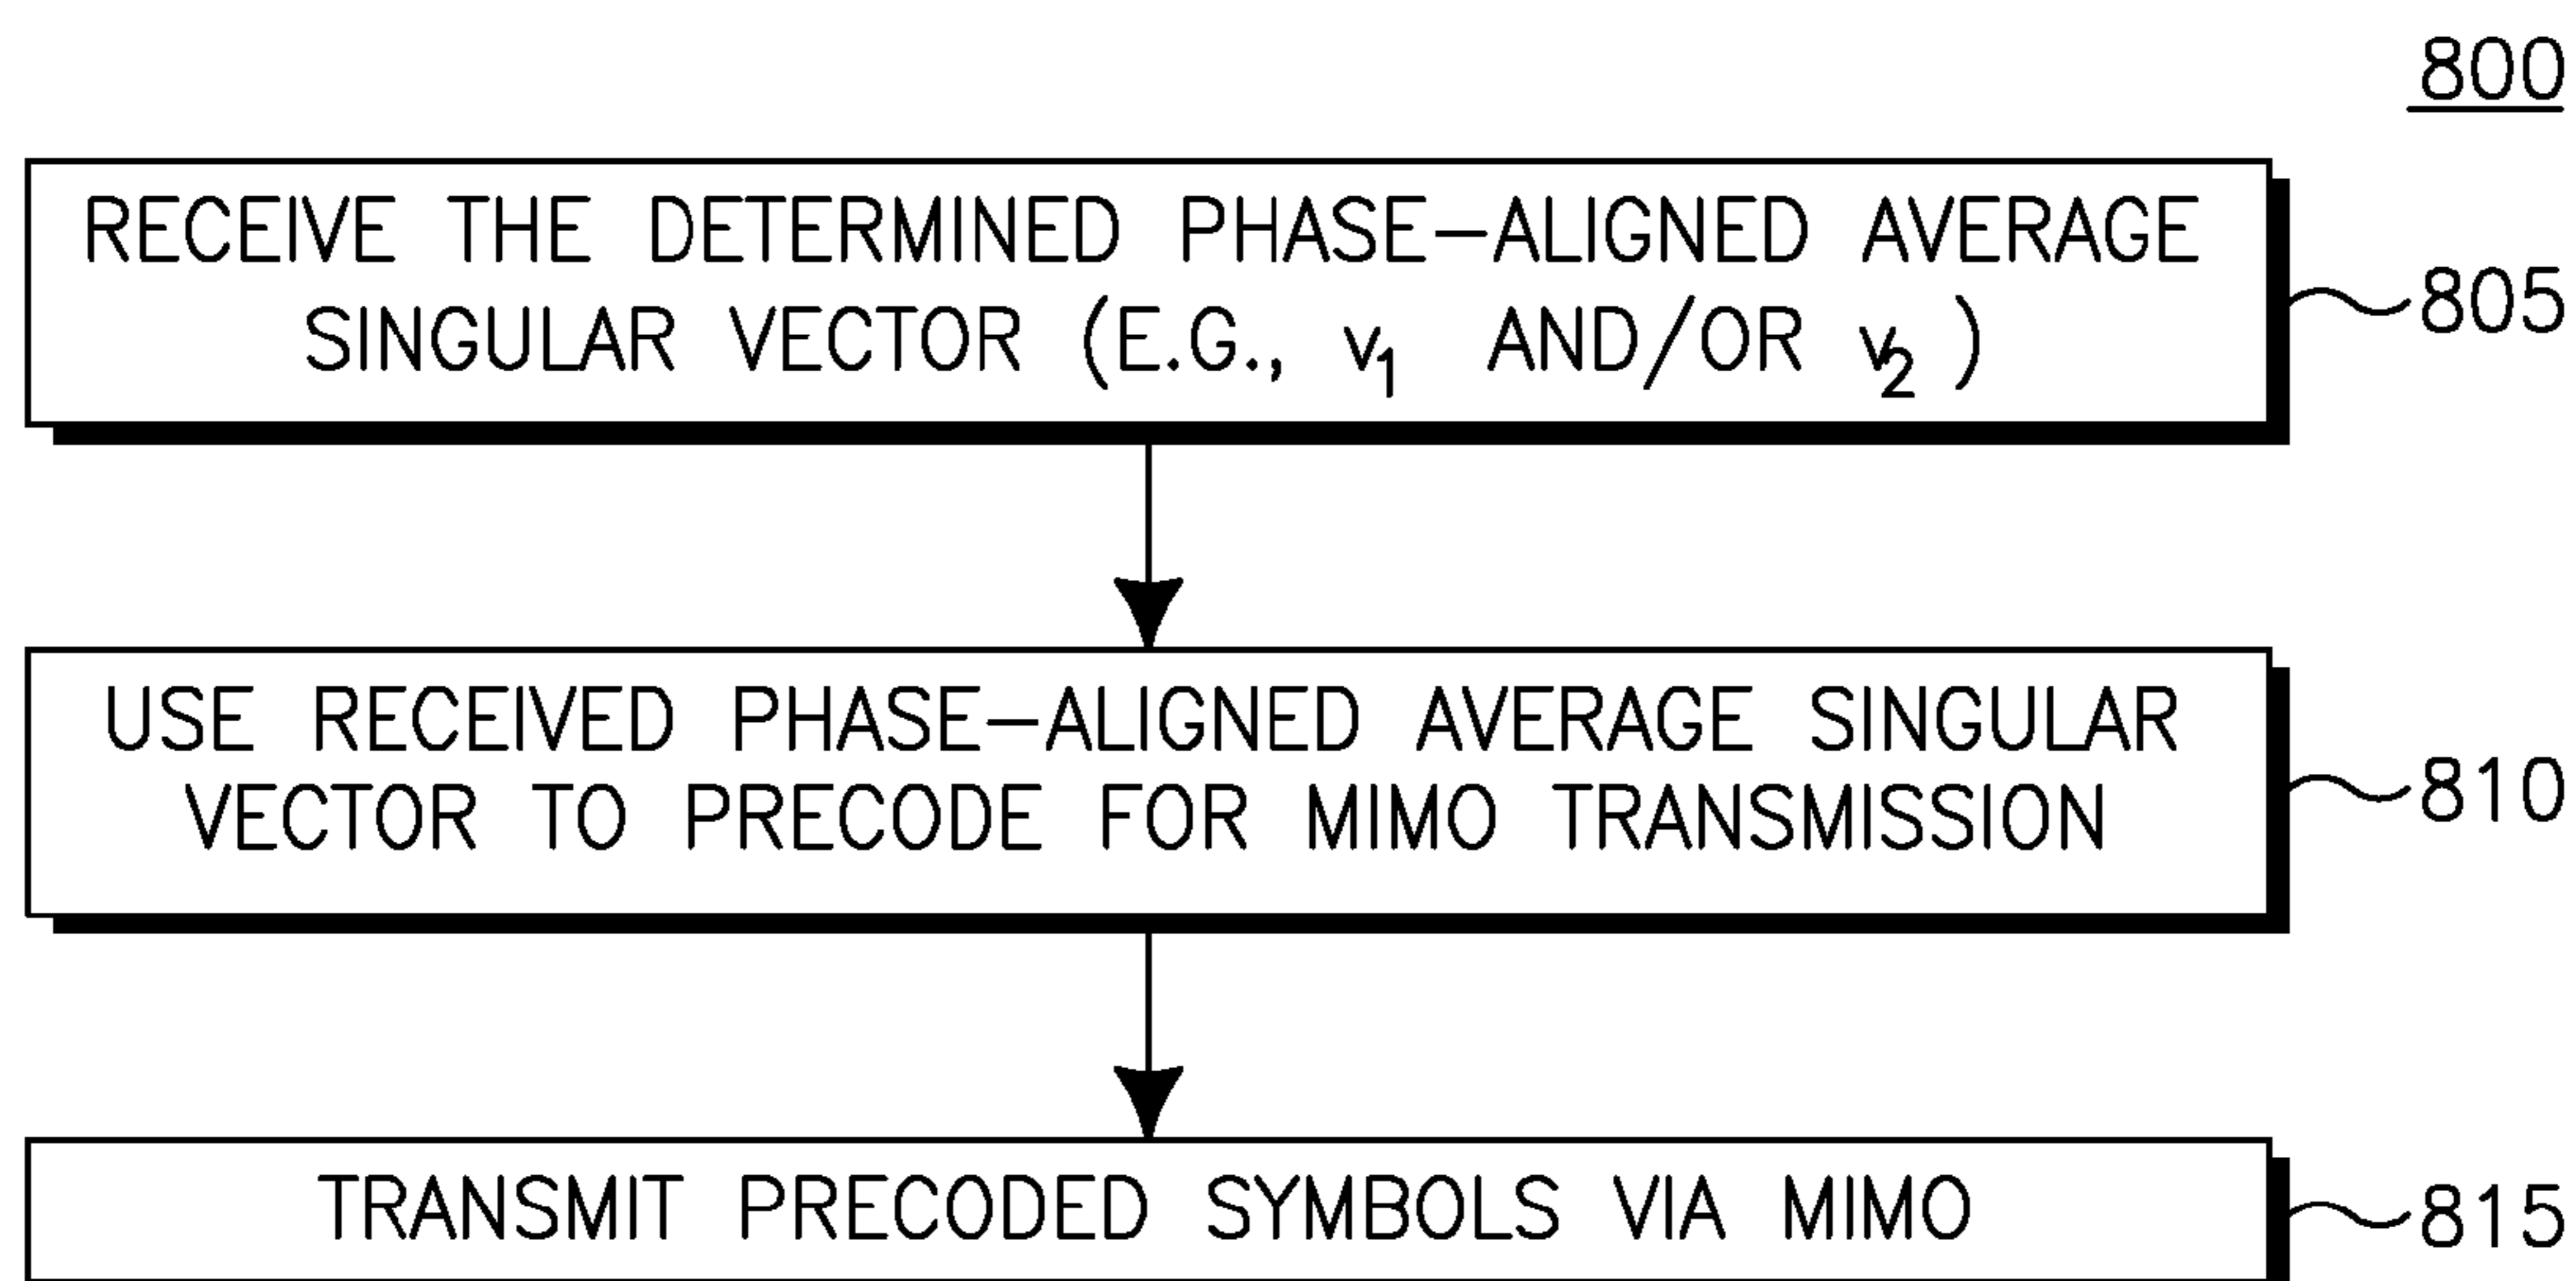 800
RECEIVE THE DETERMINED PHASE-ALIGNED AVERAGE
SINGULAR VECTOR (E.G., v₁ AND/OR v₂ )
805
USE RECEIVED PHASE-ALIGNED AVERAGE SINGULAR
VECTOR TO PRECODE FOR MIMO TRANSMISSION
810
TRANSMIT PRECODED SYMBOLS VIA MIMO
815